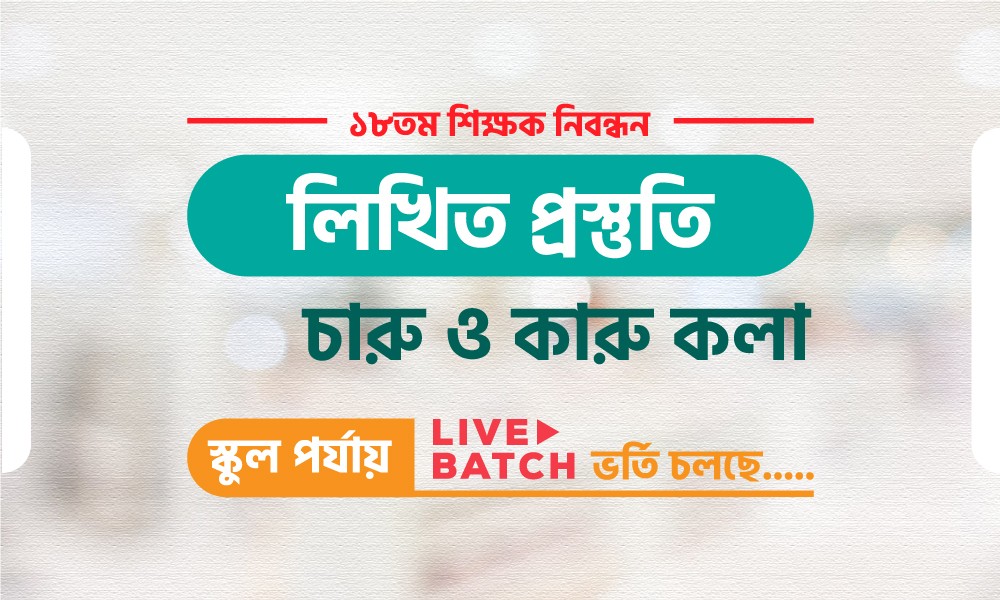 ১৮তম শিক্ষক নিবন্ধন
লিখিত প্রস্তুতি
চারু ও কারু কলা
স্কুল পর্যায়
LIVE
BATCH ভর্তি চলছে.....